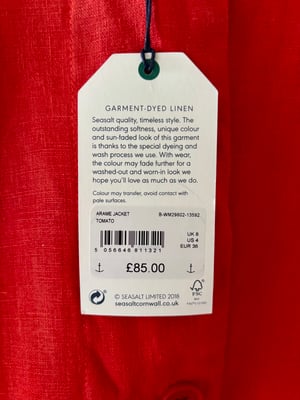 GARMENT-DYED LINEN
Seasalt quality, timeless style. The
outstanding softness, unique colour
and sun-faded look of this garment
is thanks to the special dyeing and
wash process we use. With wear,
the colour may fade further for a
washed-out and worn-in look we
hope you'll love as much as we do.
Colour may transfer, avoid contact with
pale surfaces.
ARAME JACKET
TOMATO
B-WM29802-13592
UK 8
US 4
EUR 36
5 056646 811321
£85.00
© SEASALT LIMITED 2018
seasaltcornwall.co.uk
FSC